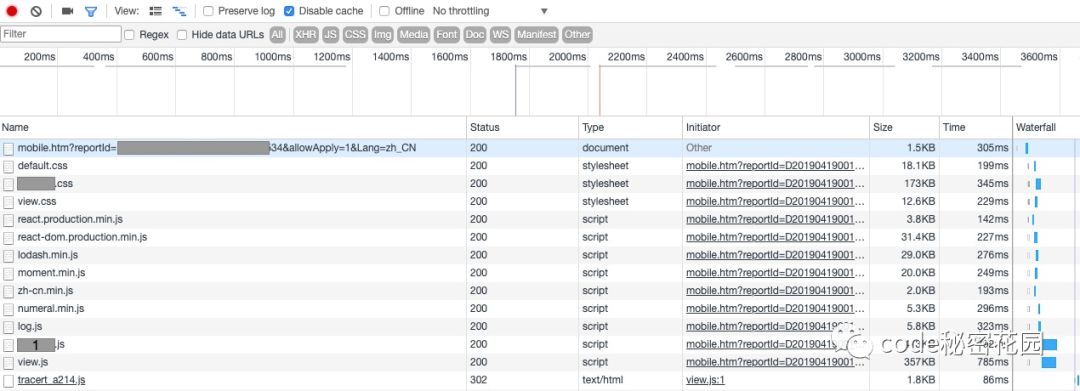 View: Preserve log Disable cache Offline No throttling
Filter Regex Hide data URLs All XHR JS CSS Img Media Font Doc WS Manifest Other
200ms 400ms 600ms 800ms 1000ms 1200ms 1400ms 1600ms 1800ms 2000ms 2200ms 2400ms 2600ms 2800ms 3000ms 3200ms 3400ms 3600ms
Name Status Type Initiator Size Time Waterfall
mobile.htm?reportId= 34&allowApply=1&Lang=zh_CN 200 document Other 1.5KB 305ms
default.css 200 stylesheet mobile.htm?reportId=D20190419001... 18.1KB 199ms
.css 200 stylesheet mobile.htm?reportId=D20190419001... 173KB 345ms
view.css 200 stylesheet mobile.htm?reportId=D20190419001... 12.6KB 229ms
react.production.min.js 200 script mobile.htm?reportId=D20190419001... 3.8KB 142ms
react-dom.production.min.js 200 script mobile.htm?reportId=D20190419001... 31.4KB 227ms
lodash.min.js 200 script mobile.htm?reportId=D20190419001... 29.0KB 276ms
moment.min.js 200 script mobile.htm?reportId=D20190419001... 20.0KB 249ms
zh-cn.min.js 200 script mobile.htm?reportId=D20190419001... 2.0KB 193ms
numeral.min.js 200 script mobile.htm?reportId=D20190419001... 5.3KB 296ms
log.js 200 script mobile.htm?reportId=D20190419001... 5.8KB 323ms
1 .js 200 script mobile.htm?reportId=D20190419001...
code秘密花园
view.js 200 script mobile.htm?reportId=D20190419001... 357KB 785ms
tracert_a214.js 302 text/html view.js:1 1.8KB 86ms